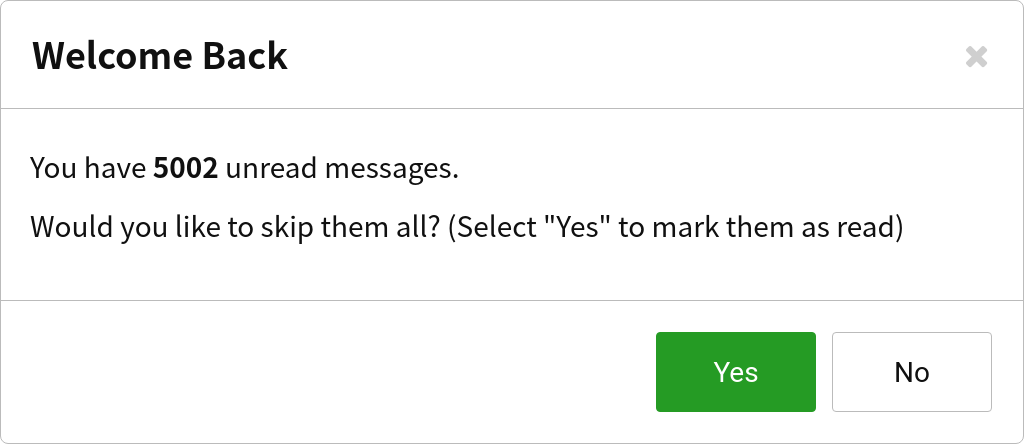 Welcome Back
You have 5002 unread messages.
Would you like to skip them all? (Select "Yes" to mark them as read)
Yes
No